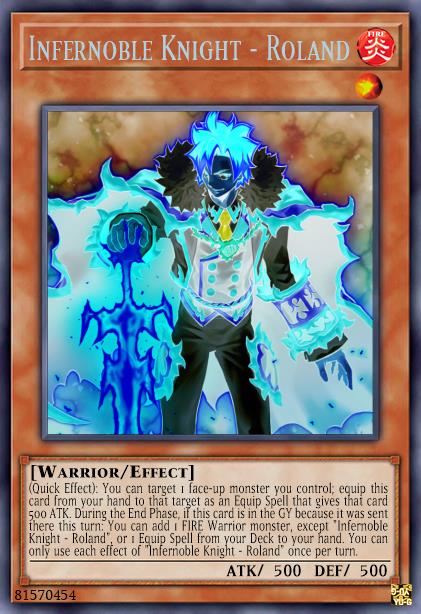 INFERNOBLE KNIGHT - ROLAND
FIRE
炎
[WARRIOR/EFFECT]
(Quick Effect): You can target 1 face-up monster you control; equip this
card from your hand to that target as an Equip Spell that gives that card
500 ATK. During the End Phase, if this card is in the GY because it was sent
there this turn: You can add 1 FIRE Warrior monster, except "Infernoble
Knight - Roland", or 1 Equip Spell from your Deck to your hand. You can
only use each effect of "Infernoble Knight - Roland" once per turn.
ATK/ 500 DEF/ 500
81570454